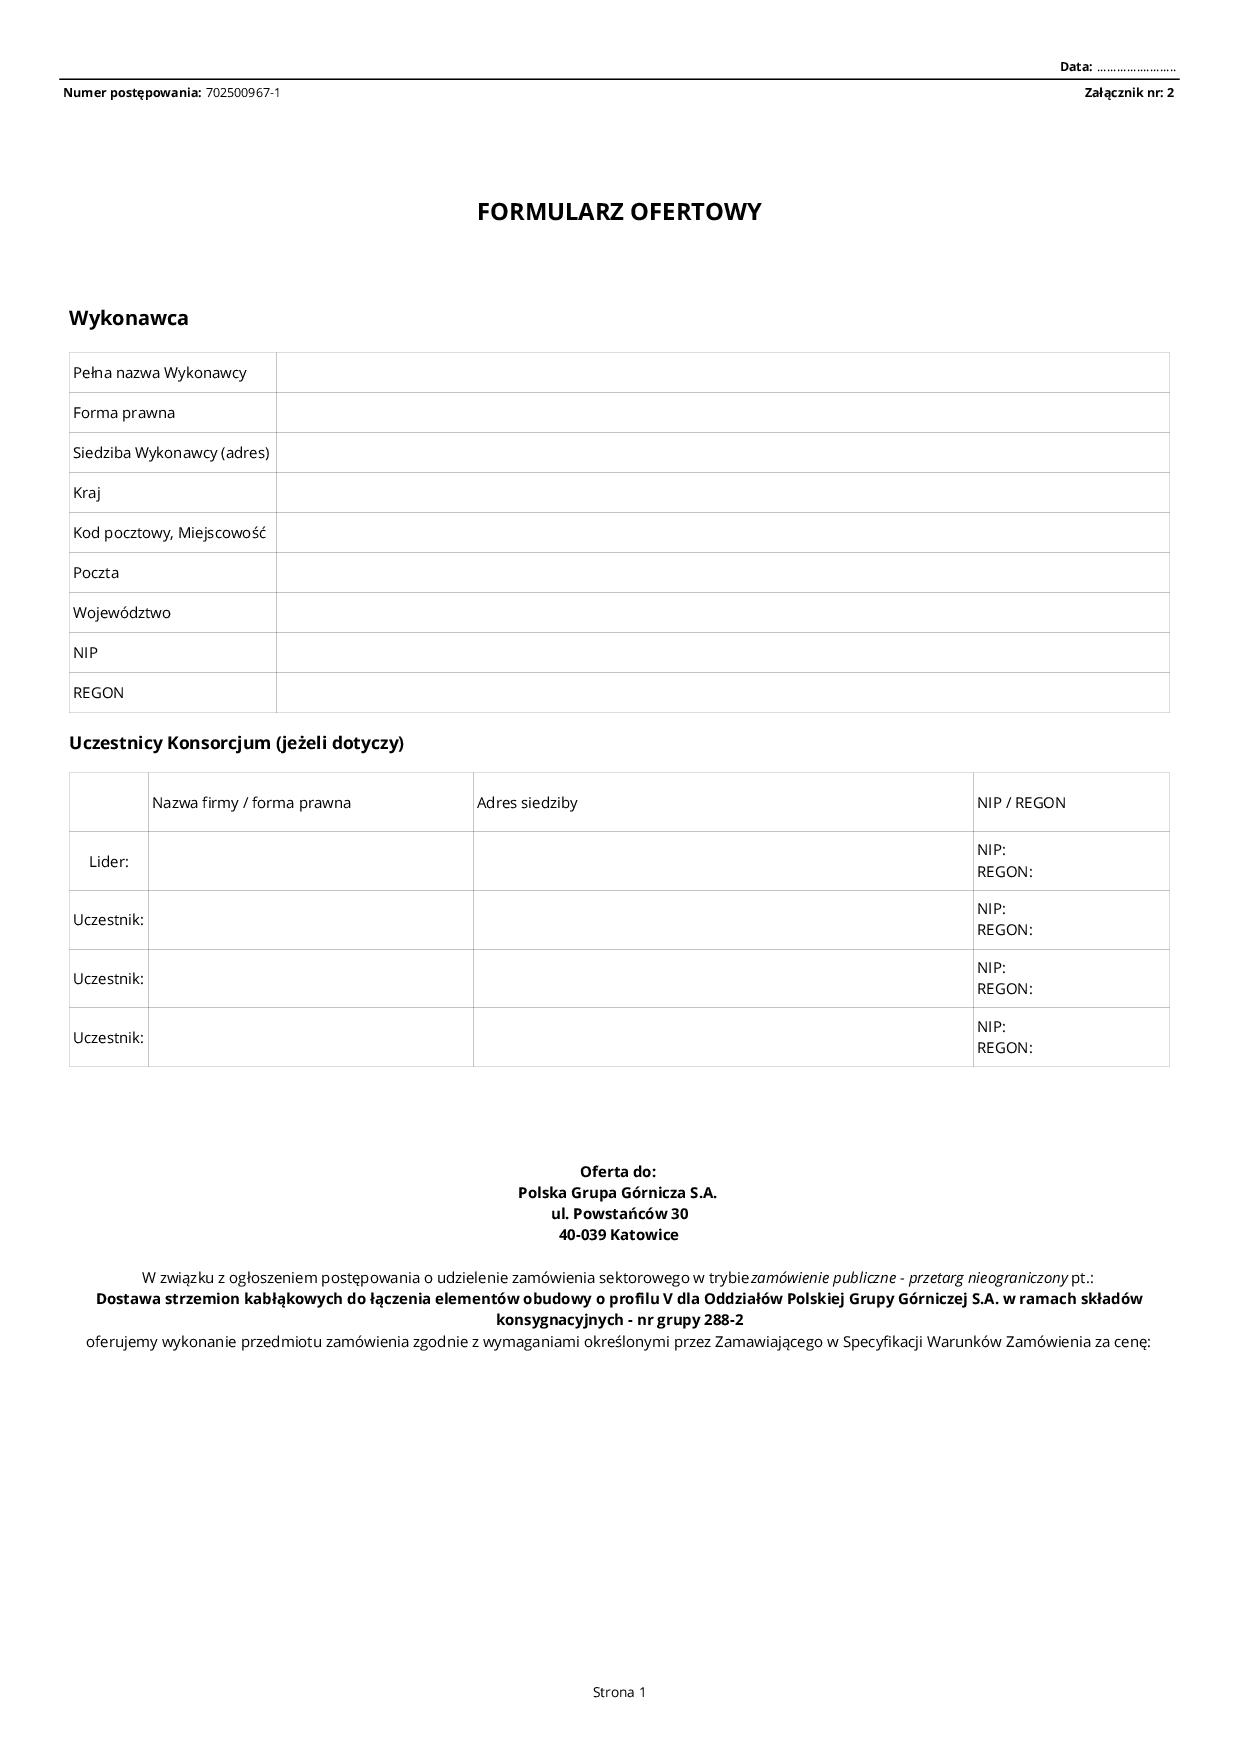 Data: ........................
Numer postępowania: 702500967-1 Załącznik nr: 2
FORMULARZ OFERTOWY
Wykonawca
Pełna nazwa Wykonawcy
Forma prawna
Siedziba Wykonawcy (adres)
Kraj
Kod pocztowy, Miejscowość
Poczta
Województwo
NIP
REGON
Uczestnicy Konsorcjum (jeżeli dotyczy)
Nazwa firmy / forma prawna Adres siedziby NIP / REGON
Lider:
NIP:
REGON:
Uczestnik:
NIP:
REGON:
Uczestnik:
NIP:
REGON:
Uczestnik:
NIP:
REGON:
Oferta do:
Polska Grupa Górnicza S.A.
ul. Powstańców 30
40-039 Katowice
W związku z ogłoszeniem postępowania o udzielenie zamówienia sektorowego w trybiezamówienie publiczne - przetarg nieograniczony pt.:
Dostawa strzemion kabłąkowych do łączenia elementów obudowy o profilu V dla Oddziałów Polskiej Grupy Górniczej S.A. w ramach składów
konsygnacyjnych - nr grupy 288-2
oferujemy wykonanie przedmiotu zamówienia zgodnie z wymaganiami określonymi przez Zamawiającego w Specyfikacji Warunków Zamówienia za cenę:
Strona 1